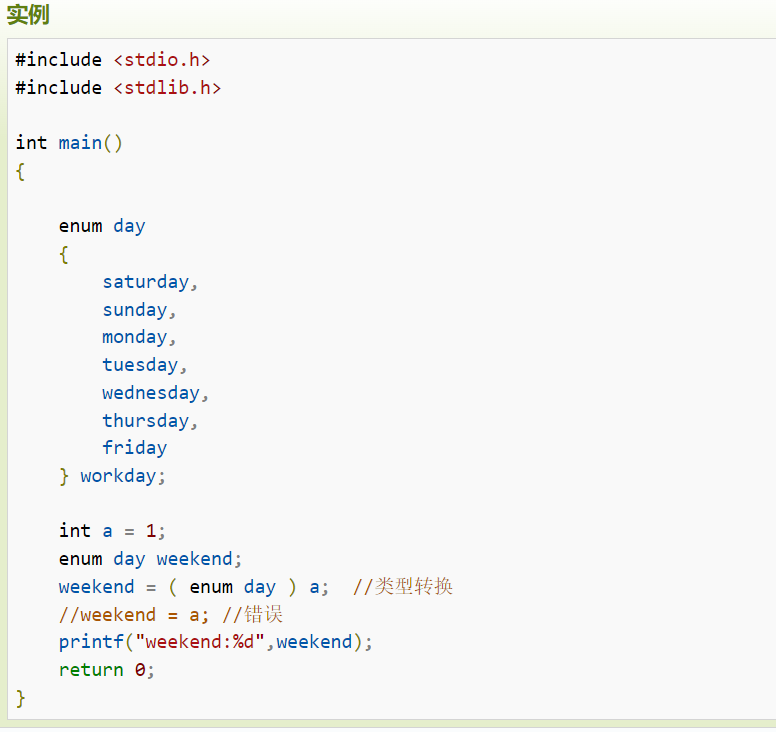 实例
#include <stdio.h>
#include <stdlib.h>
int main()
{
enum day
{
saturday,
sunday,
monday,
tuesday,
wednesday,
thursday,
friday
} workday;
int a = 1;
enum day weekend;
weekend = ( enum day ) a;  //类型转换
//weekend = a; //错误
printf("weekend:%d",weekend);
return 0;
}